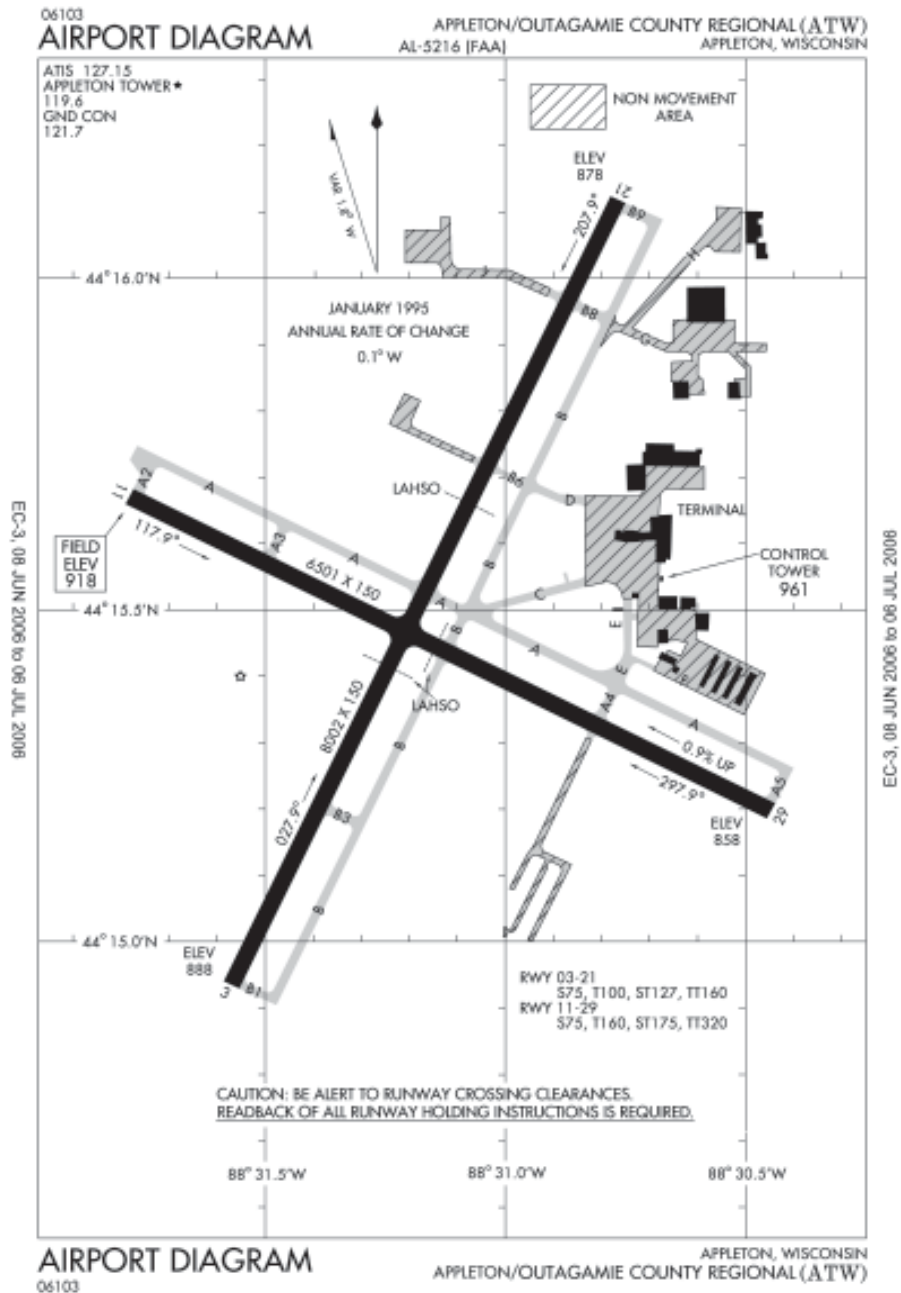 06103
AIRPORT DIAGRAM
AL-5216 (FAA)
APPLETON/OUTAGAMIE COUNTY REGIONAL (ATW)
APPLETON, WISCONSIN
ATIS 127.15
APPLETON TOWER★
119.6
GND CON
121.7
NON MOVEMENT
AREA
VAR 1.8° W
ELEV
878
21
207.9°
B9
H
J
44°16.0'N
JANUARY 1995
ANNUAL RATE OF CHANGE
0.1° W
B8
G
B
A2
A
11
117.9°
FIELD
ELEV
918
A3
A
6501 X 150
LAHSO
B6
D
B
TERMINAL
CONTROL
TOWER
961
44°15.5'N
A
B
C
E1
A
E
A4
LAHSO
8002 X 150
B
A
0.9% UP
297.9°
A5
29
ELEV
858
027.9°
B3
B
44°15.0'N
ELEV
888
3
B1
RWY 03-21
S75, T100, ST127, TT160
RWY 11-29
S75, T160, ST175, TT320
CAUTION: BE ALERT TO RUNWAY CROSSING CLEARANCES.
READBACK OF ALL RUNWAY HOLDING INSTRUCTIONS IS REQUIRED.
88°31.5'W
88°31.0'W
88°30.5'W
EC-3, 08 JUN 2006 to 06 JUL 2006
EC-3, 08 JUN 2006 to 06 JUL 2006
AIRPORT DIAGRAM
06103
APPLETON, WISCONSIN
APPLETON/OUTAGAMIE COUNTY REGIONAL (ATW)